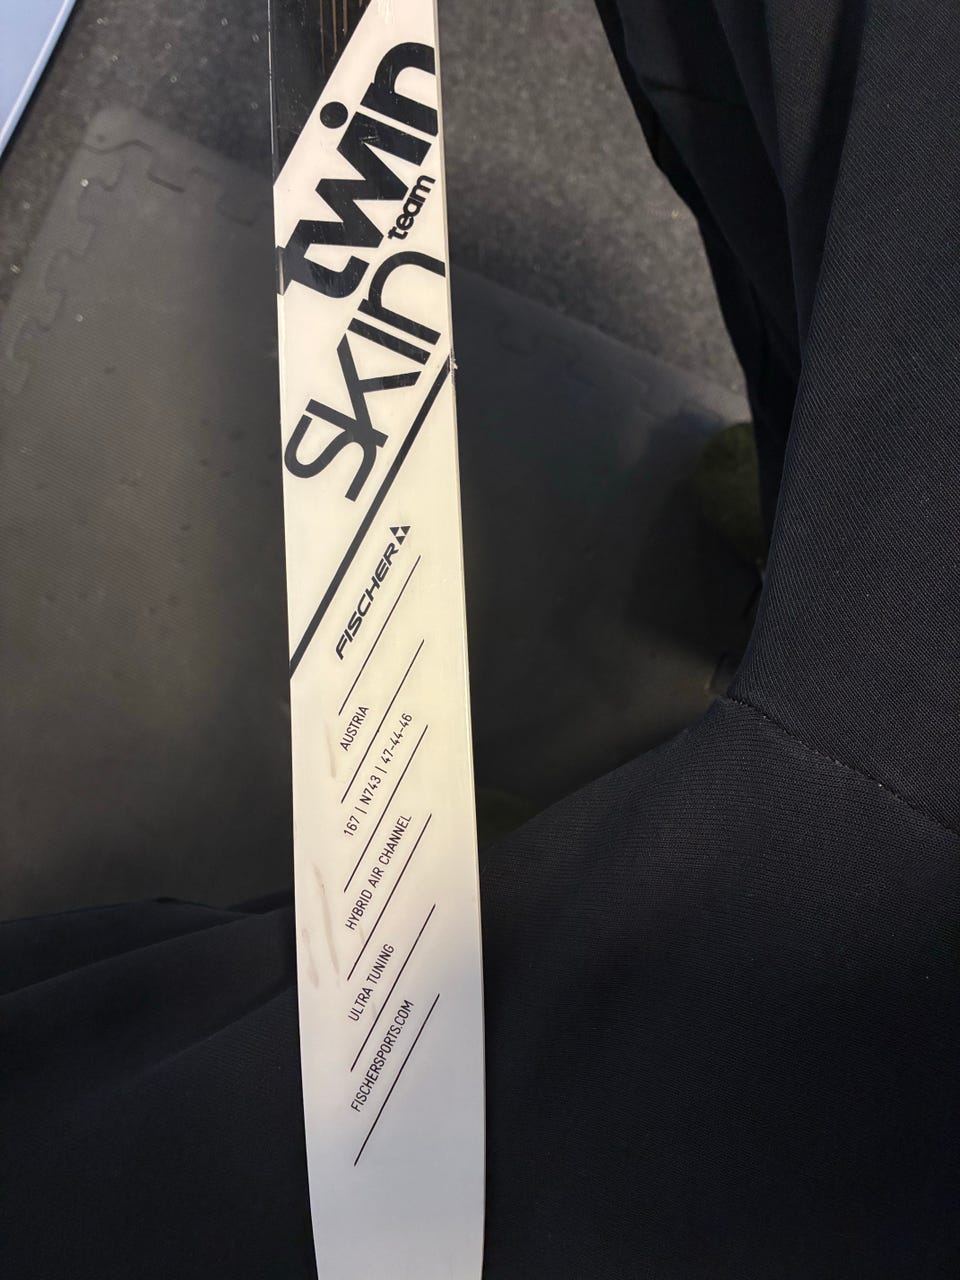 twin
team
skin
FISCHER
AUSTRIA
167 | N743 | 47-44-46
HYBRID AIR CHANNEL
ULTRA TUNING
FISCHERSPORTS.COM